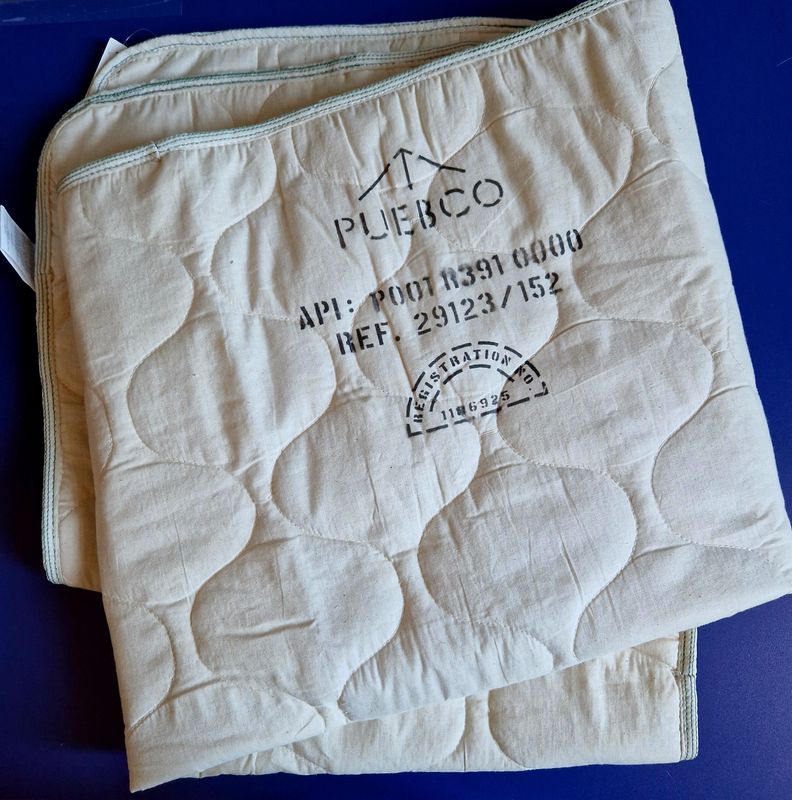 PUEBCO
API: P001 R391 0000
REF. 29123/152
REGISTRATION NO.
1186925